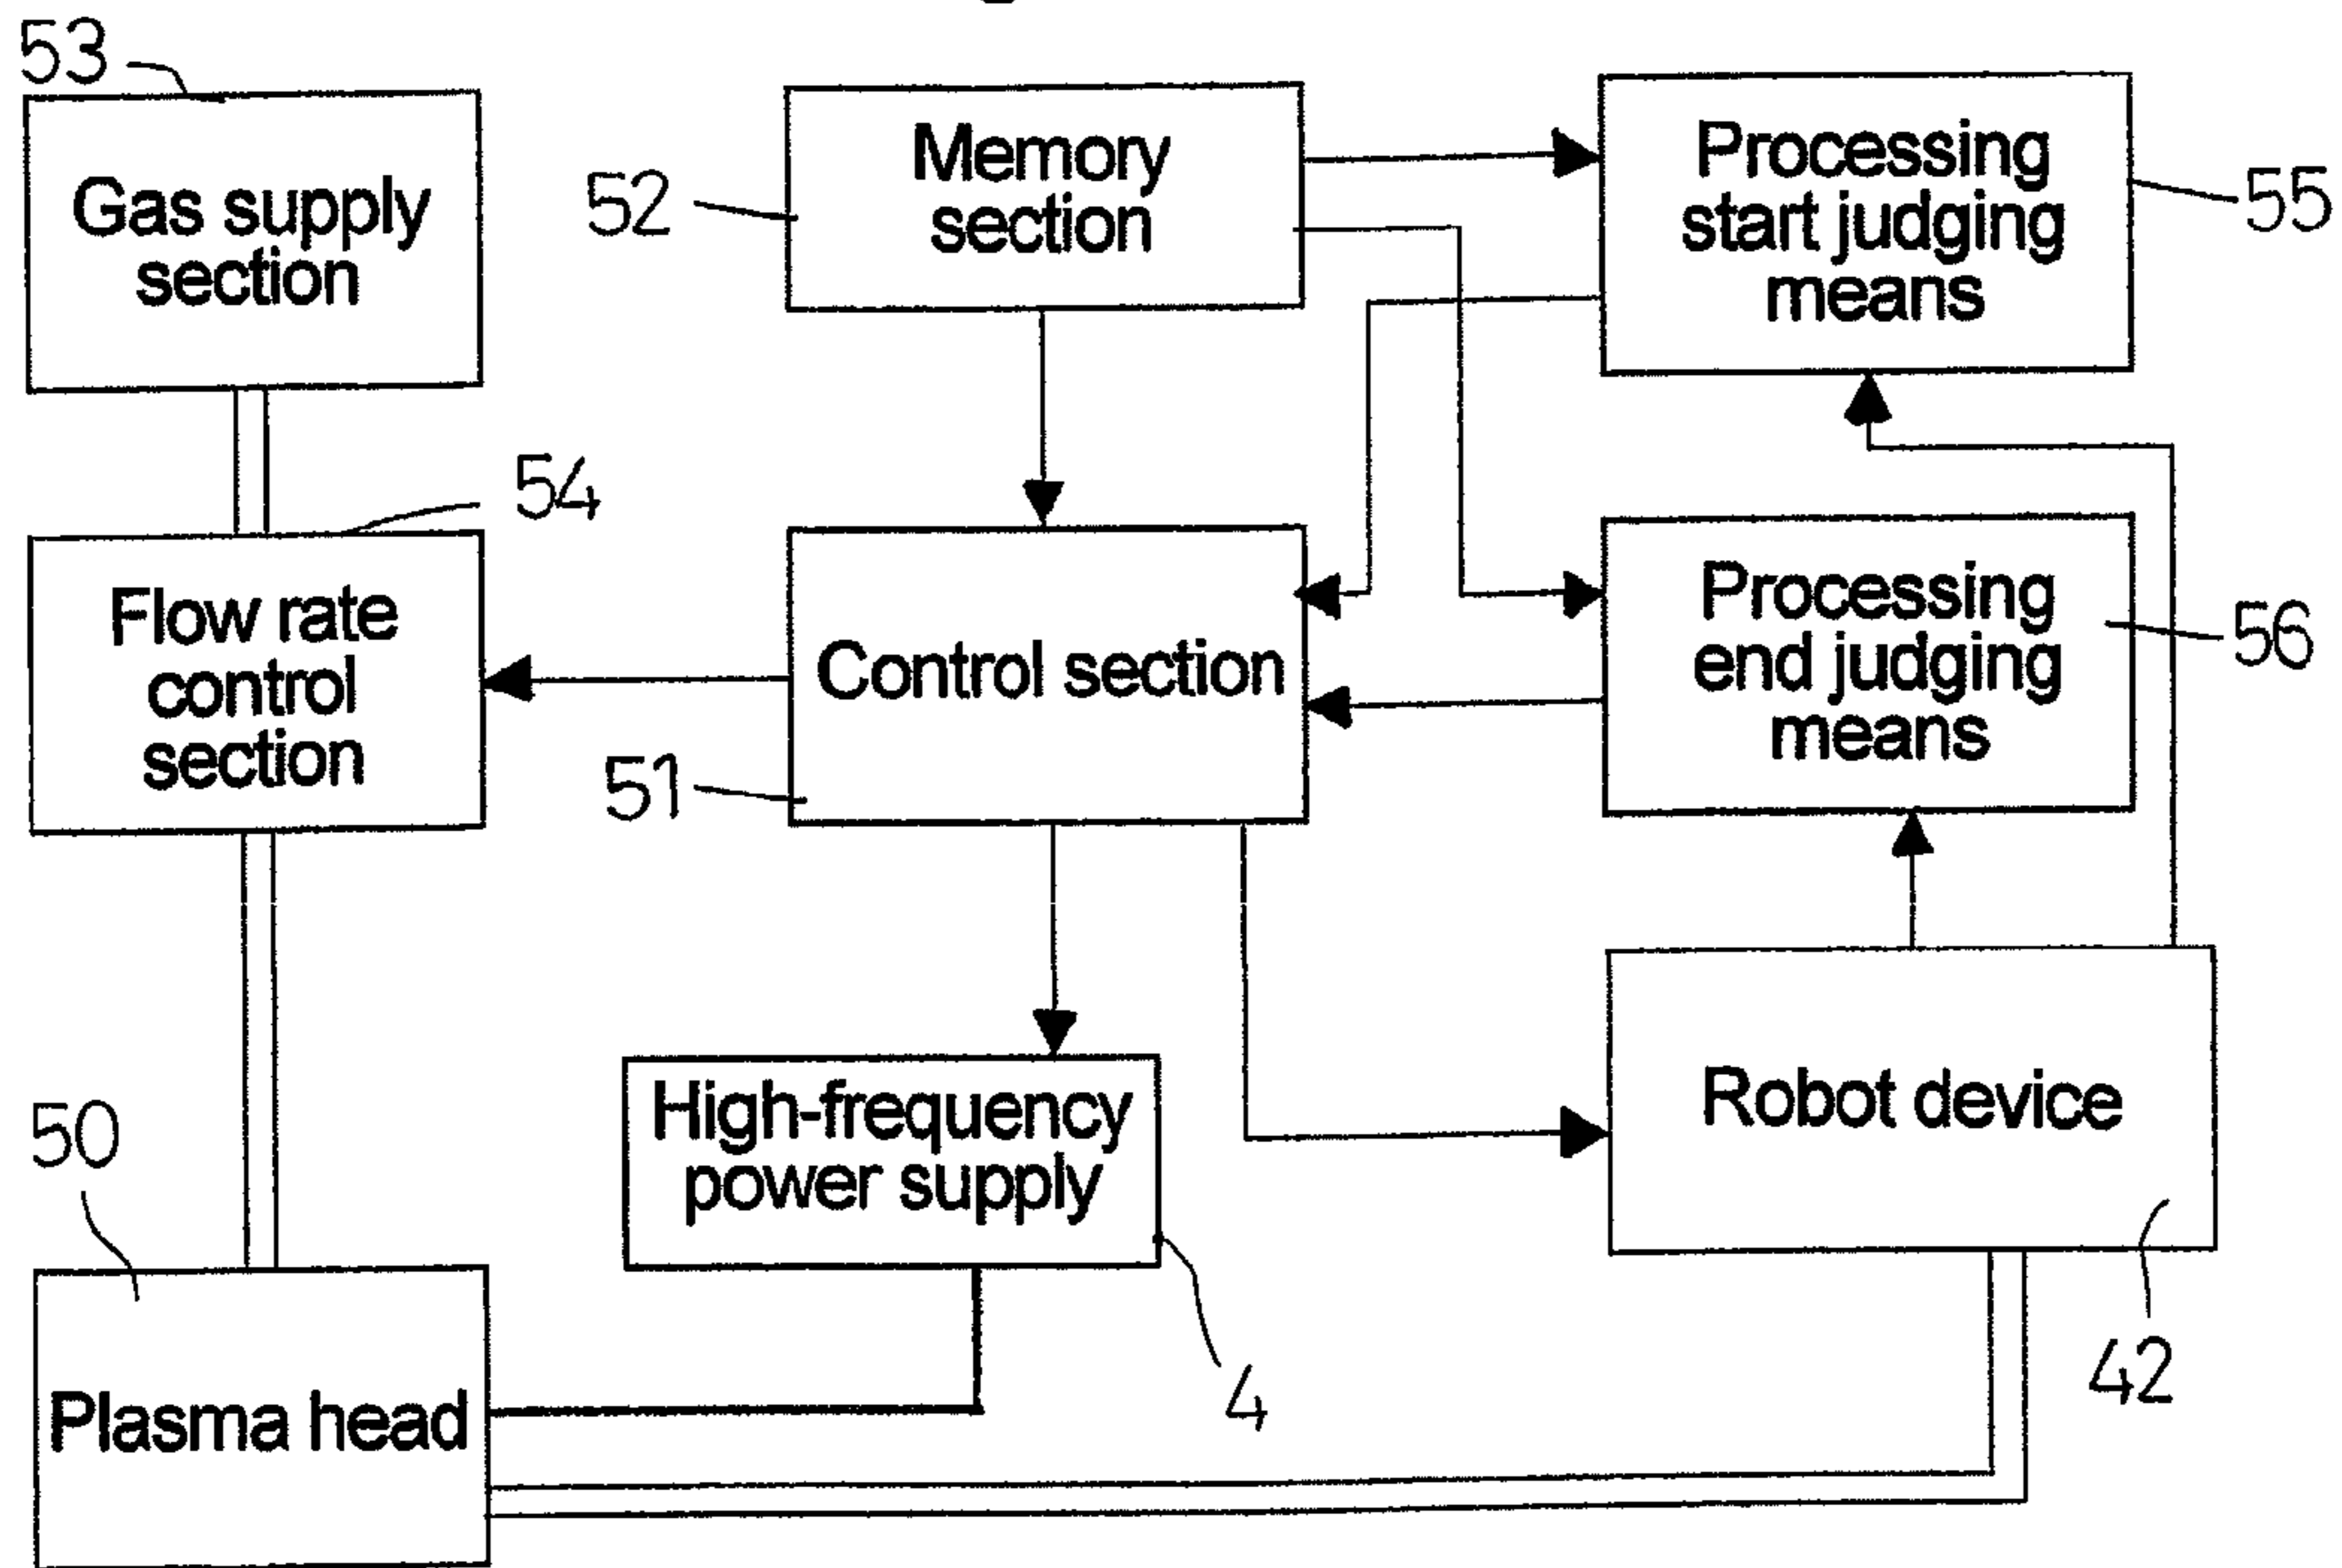 53
Gas supply
section
52
Memory
section
Processing
start judging
means
55
54
Flow rate
control
section
51
Control section
Processing
end judging
means
56
50
Plasma head
High-frequency
power supply
4
Robot device
42